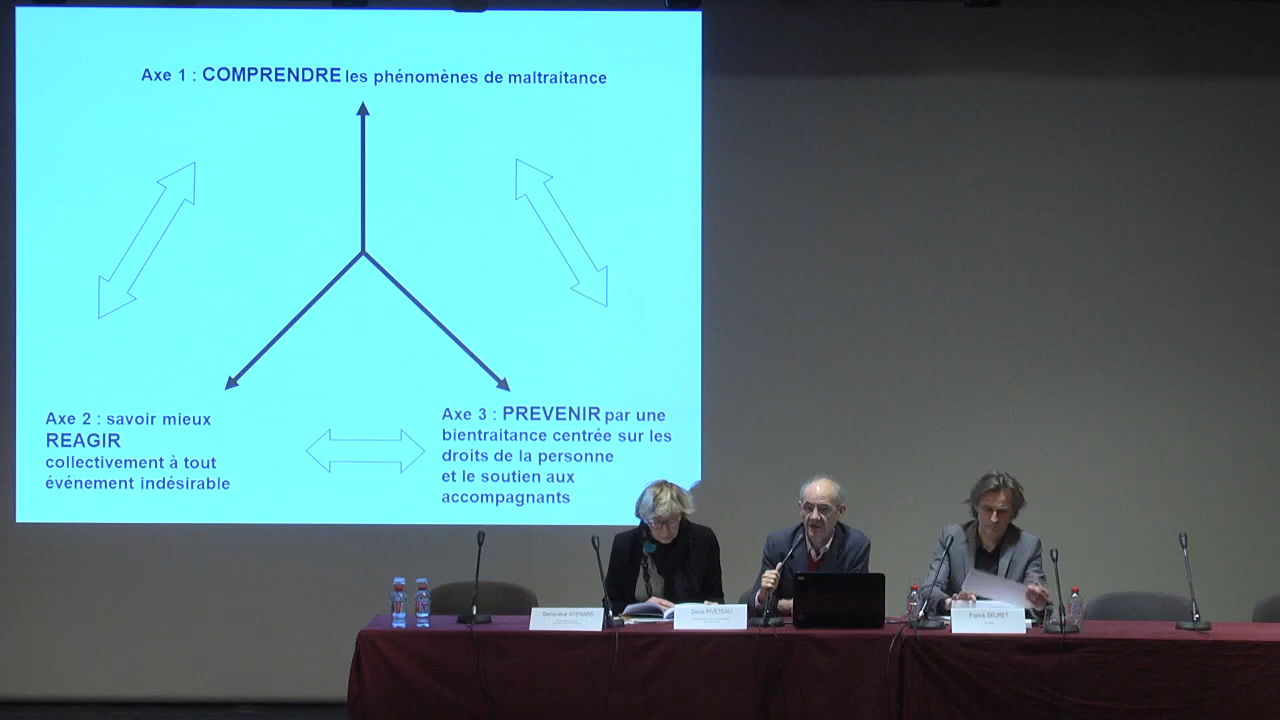 Axe 1 : COMPRENDRE les phénomènes de maltraitance
Axe 2 : savoir mieux
REAGIR
collectivement à tout
événement indésirable
Axe 3 : PREVENIR par une
bientraitance centrée sur les
droits de la personne
et le soutien aux
accompagnants
Geneviève AVENARD
Denis PIVETEAU
Franck SEURET